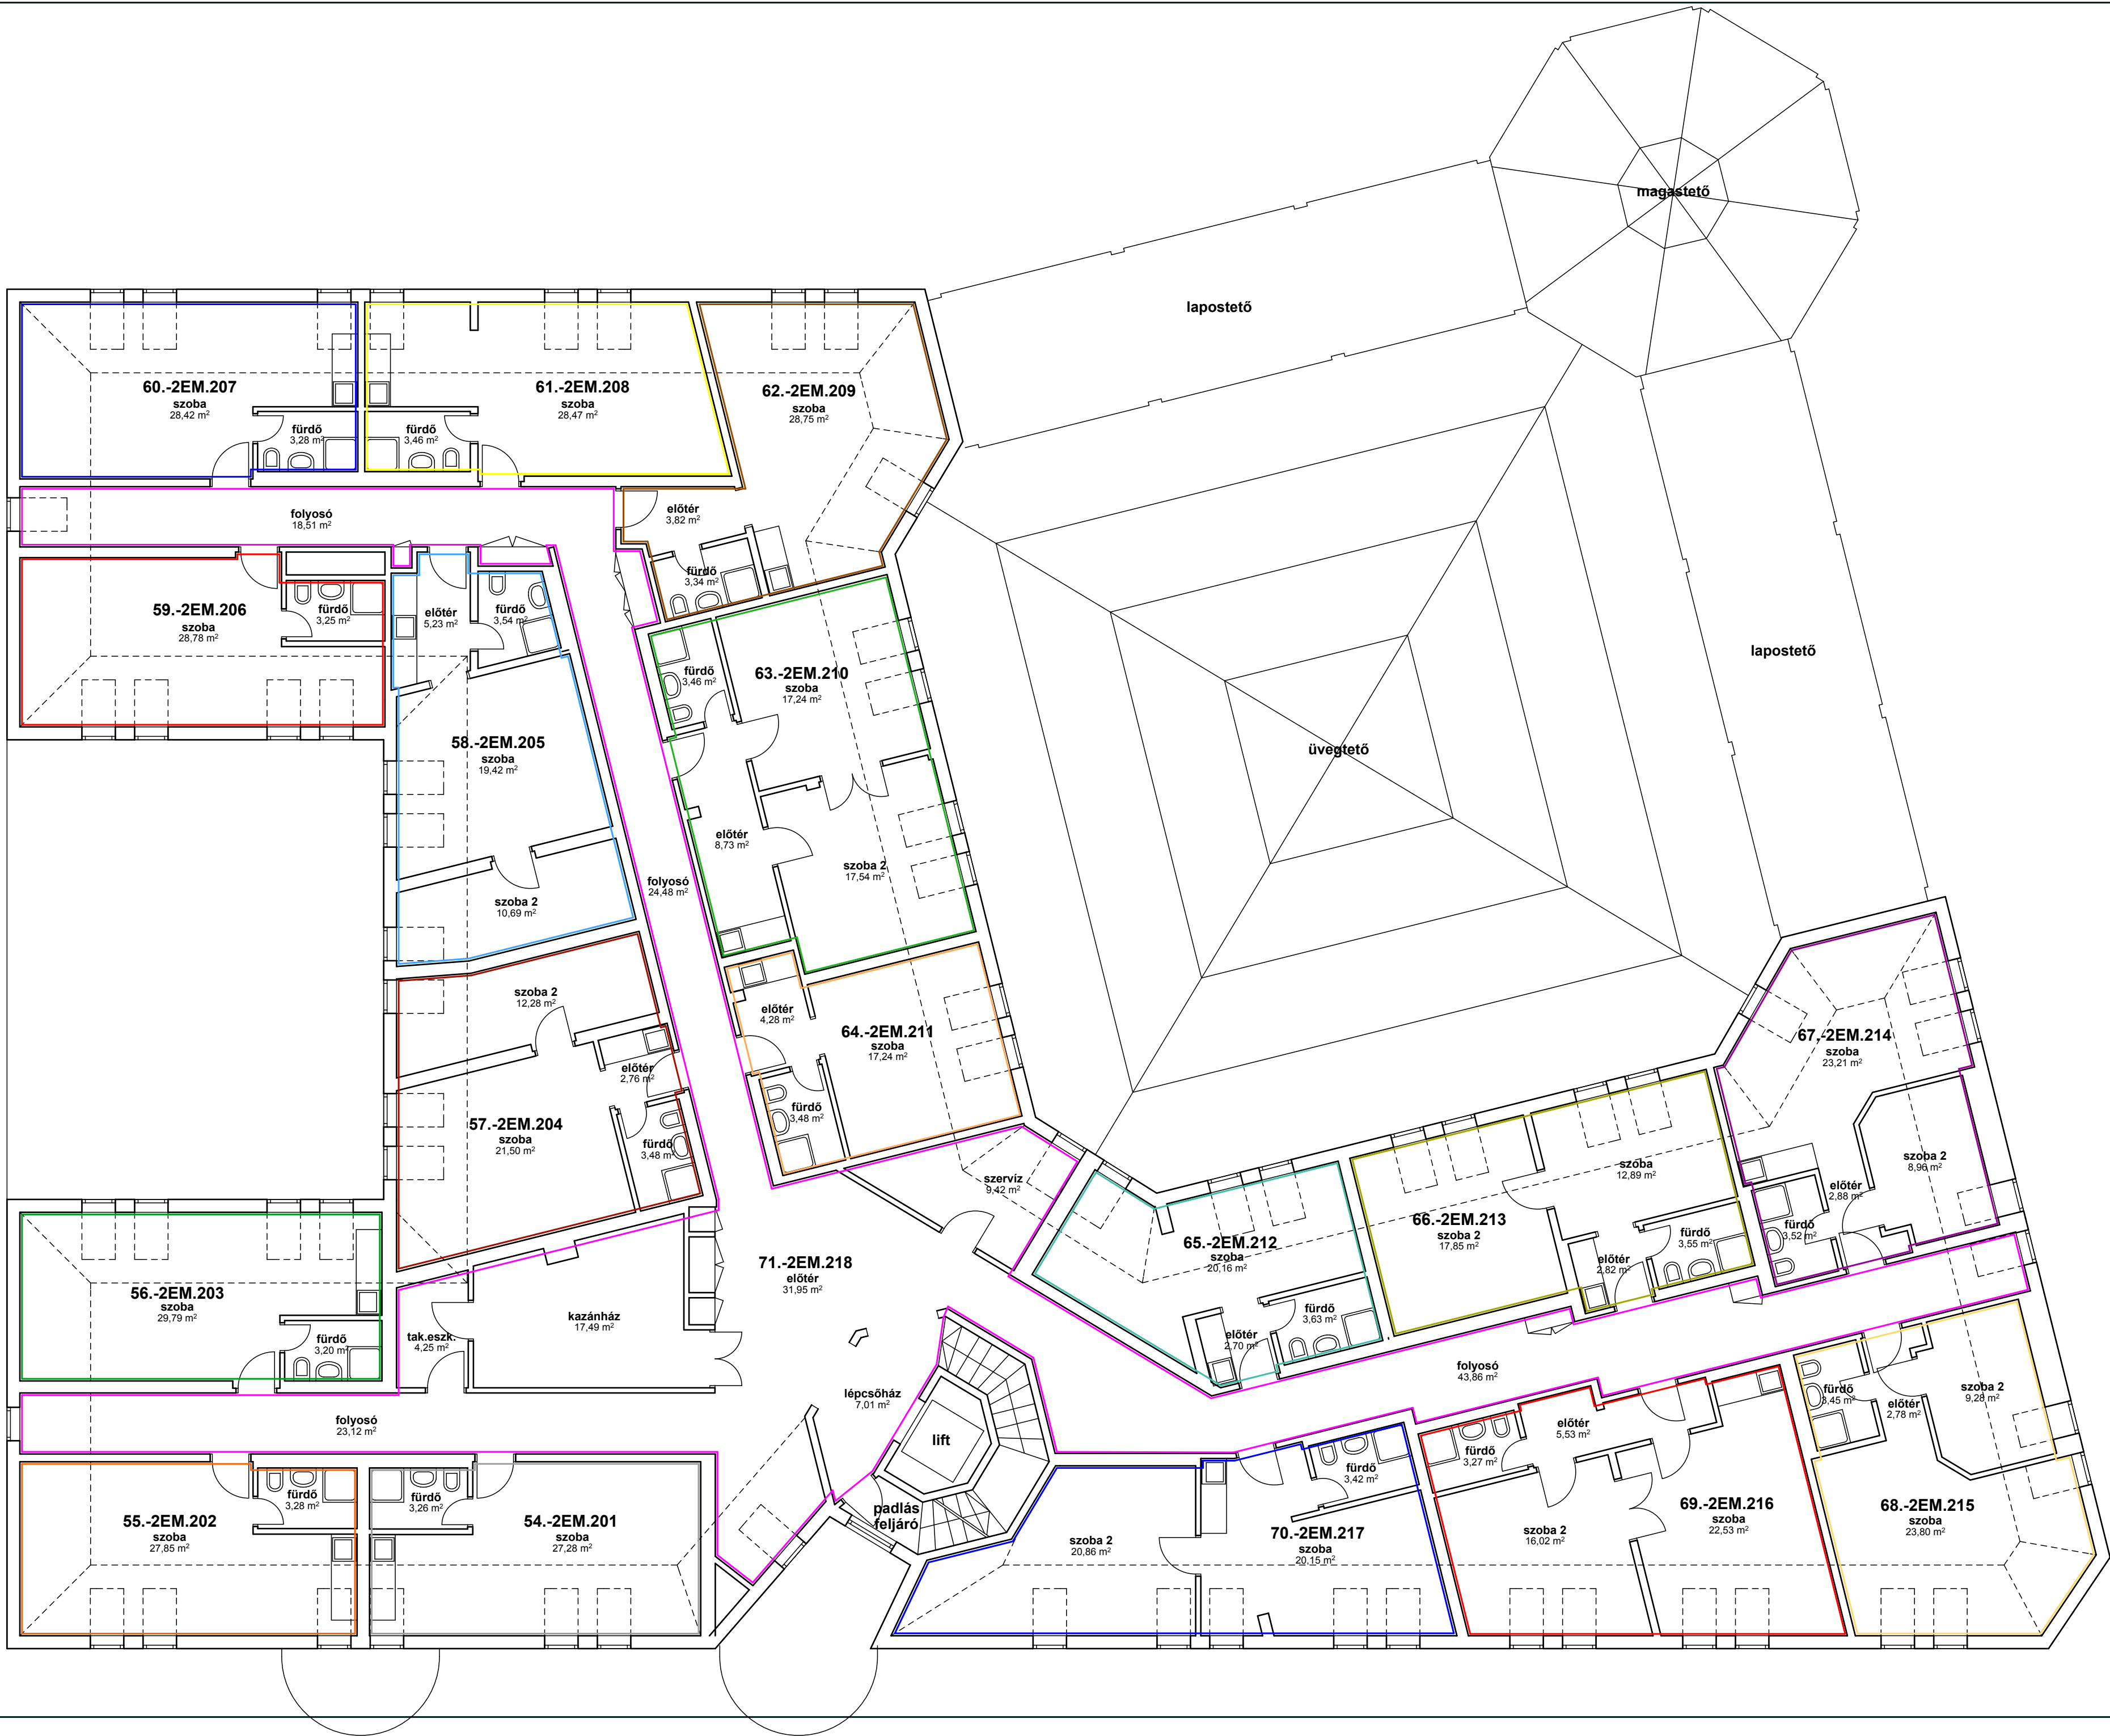 magastető
lapostető
lapostető
üvegtető
60.-2EM.207
szoba
28,42 m²
fürdő
3,28 m²
61.-2EM.208
szoba
28,47 m²
fürdő
3,46 m²
62.-2EM.209
szoba
28,75 m²
előtér
3,82 m²
fürdő
3,34 m²
folyosó
18,51 m²
59.-2EM.206
szoba
28,78 m²
fürdő
3,25 m²
előtér
5,23 m²
fürdő
3,54 m²
58.-2EM.205
szoba
19,42 m²
szoba 2
10,69 m²
63.-2EM.210
szoba
17,24 m²
fürdő
3,46 m²
előtér
8,73 m²
szoba 2
17,54 m²
folyosó
24,48 m²
64.-2EM.211
szoba
17,24 m²
előtér
4,28 m²
fürdő
3,48 m²
szoba 2
12,28 m²
előtér
2,76 m²
57.-2EM.204
szoba
21,50 m²
fürdő
3,48 m²
szervíz
9,42 m²
65.-2EM.212
szoba
20,16 m²
előtér
2,70 m²
fürdő
3,63 m²
66.-2EM.213
szoba 2
17,85 m²
szoba
12,89 m²
előtér
2,82 m²
fürdő
3,55 m²
67.-2EM.214
szoba
23,21 m²
szoba 2
8,96 m²
előtér
2,88 m²
fürdő
3,52 m²
56.-2EM.203
szoba
29,79 m²
fürdő
3,20 m²
tak.eszk.
4,25 m²
kazánház
17,49 m²
71.-2EM.218
előtér
31,95 m²
lépcsőház
7,01 m²
lift
padlás
feljáró
folyosó
43,86 m²
folyosó
23,12 m²
55.-2EM.202
szoba
27,85 m²
fürdő
3,28 m²
54.-2EM.201
szoba
27,28 m²
fürdő
3,26 m²
szoba 2
20,86 m²
70.-2EM.217
szoba
20,15 m²
fürdő
3,42 m²
fürdő
3,27 m²
előtér
5,53 m²
szoba 2
16,02 m²
69.-2EM.216
szoba
22,53 m²
fürdő
3,45 m²
előtér
2,78 m²
szoba 2
9,28 m²
68.-2EM.215
szoba
23,80 m²